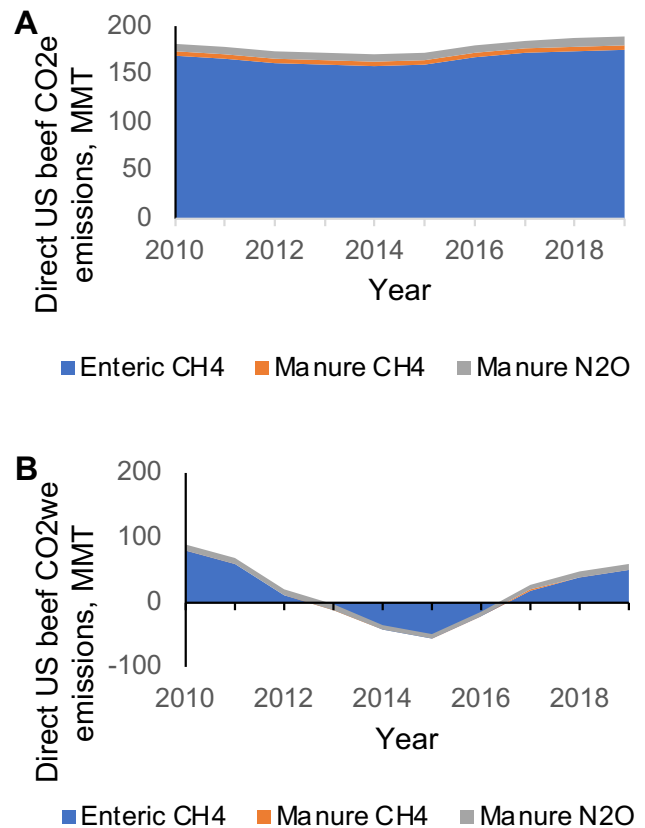 A
Direct US beef CO2e
emissions, MMT
200
150
100
50
0
2010 2012 2014 2016 2018
Year
Enteric CH4 Manure CH4 Manure N2O
B
Direct US beef CO2we
emissions, MMT
200
100
0
-100
2010 2012 2014 2016 2018
Year
Enteric CH4 Manure CH4 Manure N2O